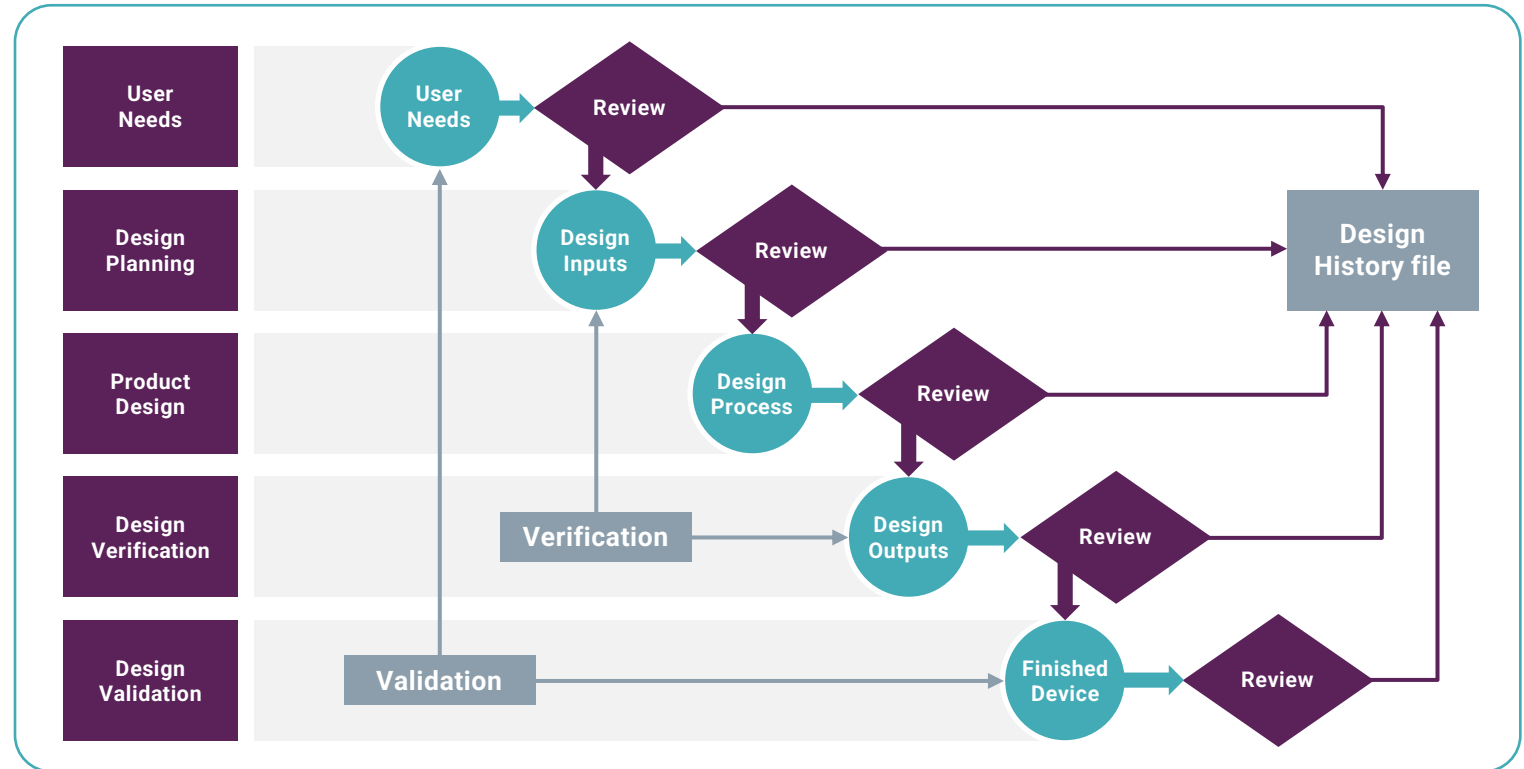 User
Needs
User
Needs
Review
Design
Planning
Design
Inputs
Review
Design
History file
Product
Design
Design
Process
Review
Design
Verification
Verification
Design
Outputs
Review
Design
Validation
Validation
Finished
Device
Review